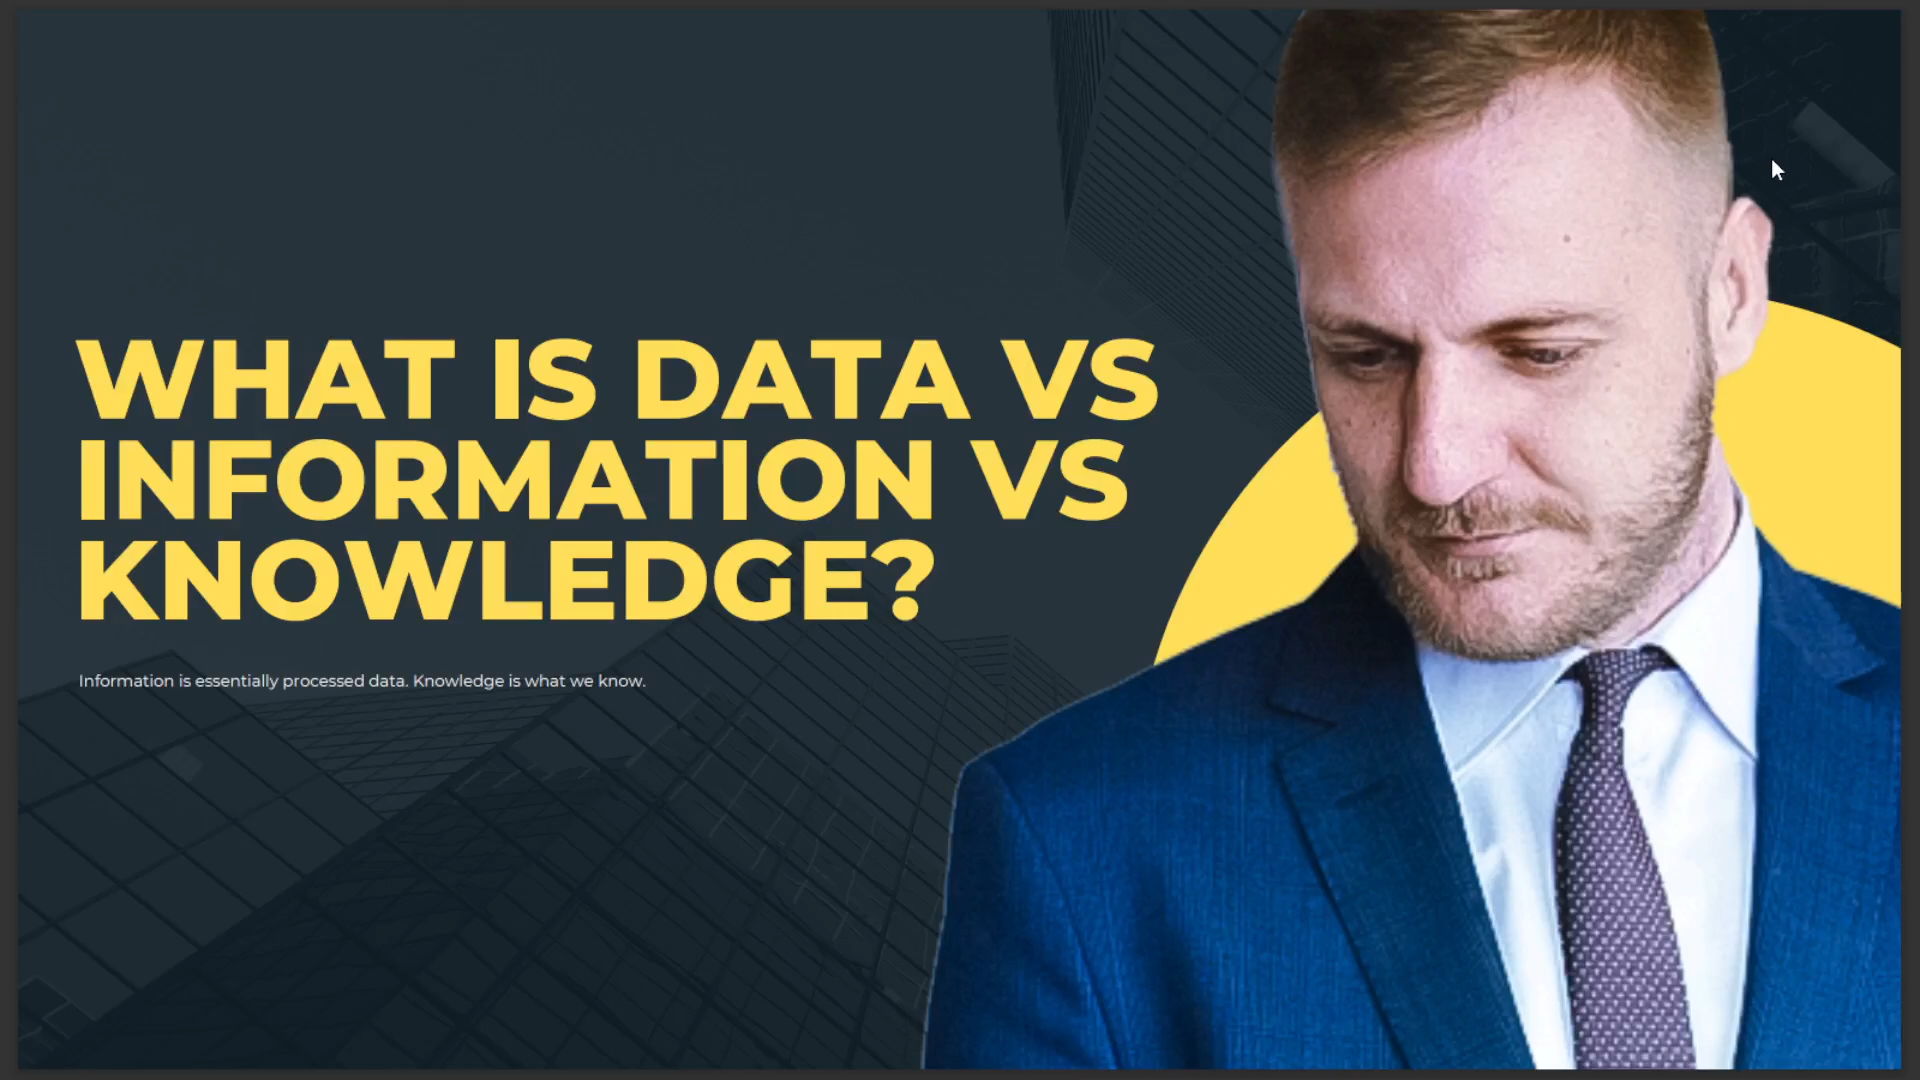 WHAT IS DATA VS
INFORMATION VS
KNOWLEDGE?
Information is essentially processed data. Knowledge is what we know.